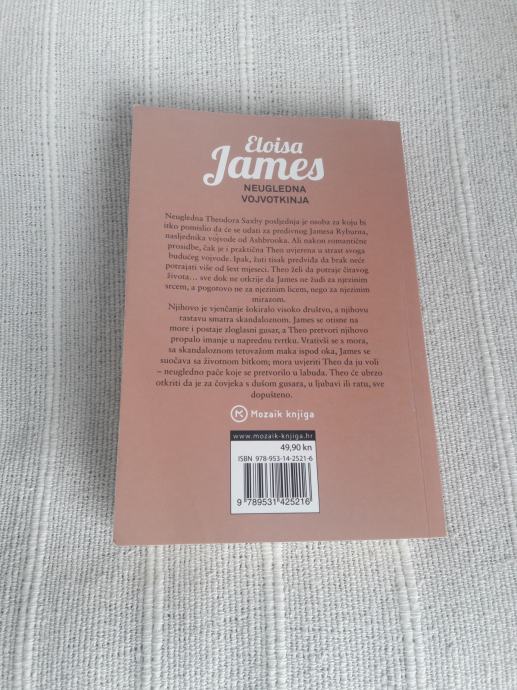 Eloisa
James
NEUGLEDNA
VOJVOTKINJA
Neugledna Theodora Saxby posljednja je osoba za koju bi
itko pomislio da će se udati za predivnog Jamesa Ryburna,
nasljednika vojvode od Ashbrooka. Ali nakon romantične
prosidbe, čak je i praktična Theo uvjerena u strast svoga
budućeg vojvode. Ipak, žuti tisak predviđa da brak neće
potrajati više od šest mjeseci. Theo želi da potraje čitavog
života... sve dok ne otkrije da James ne žudi za njezinim
srcem, a pogotovo ne za njezinim licem, nego za njezinim
mirazom.
Njihovo je vjenčanje šokiralo visoko društvo, a njihovu
rastavu smatra skandaloznom. James se otisne na
more i postaje zloglasni gusar, a Theo pretvori njihovo
propalo imanje u naprednu tvrtku. Vrativši se s mora,
sa skandaloznom tetovažom maka ispod oka, James se
suočava sa životnom bitkom; mora uvjeriti Theo da ju voli
– neugledno pače koje se pretvorilo u labuda. Theo će ubrzo
otkriti da je za čovjeka s dušom gusara, u ljubavi ili ratu, sve
dopušteno.
Mozaik knjiga
www.mozaik-knjiga.hr
49,90 kn
ISBN 978-953-14-2521-6
9 789531 425216